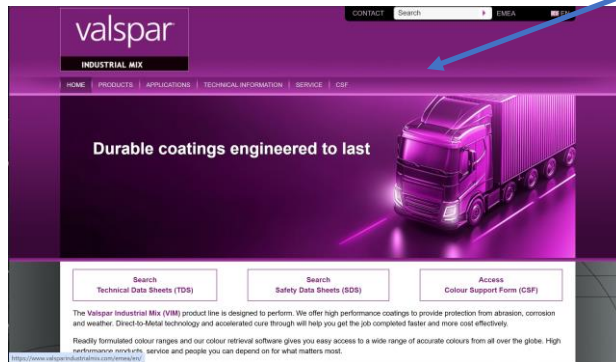 CONTACT Search EMEA EN
valspar
INDUSTRIAL MIX
HOME | PRODUCTS | APPLICATIONS | TECHNICAL INFORMATION | SERVICE | CSF
Durable coatings engineered to last
Search
Technical Data Sheets (TDS)
Search
Safety Data Sheets (SDS)
Access
Colour Support Form (CSF)
The Valspar Industrial Mix (VIM) product line is designed to perform. We offer high performance coatings to provide protection from abrasion, corrosion
and weather. Direct-to-Metal technology and accelerated cure through will help you get the job completed faster and more cost effectively.
Readily formulated colour ranges and our colour retrieval software gives you easy access to a wide range of accurate colours from all over the globe. High
performance products, service and people you can depend on for what matters most.
https://www.valsparindustrialmix.com/emea/en/